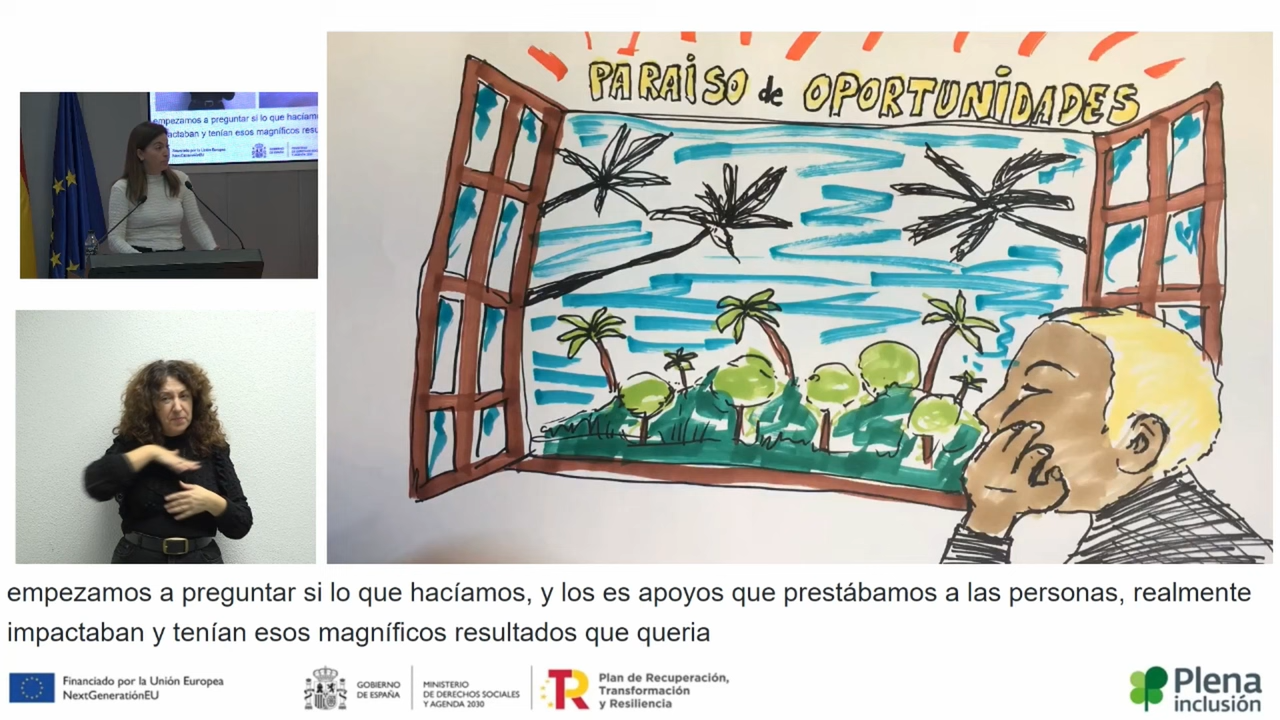 PARAISO de OPORTUNIDADES
empezamos a preguntar si lo que hacíamos, y los es apoyos que prestábamos a las personas, realmente
impactaban y tenían esos magníficos resultados que queria
Financiado por la Unión Europea
NextGenerationEU
GOBIERNO
DE ESPAÑA
MINISTERIO
DE DERECHOS SOCIALES
Y AGENDA 2030
Plan de Recuperación,
Transformación
y Resiliencia
Plena
inclusión